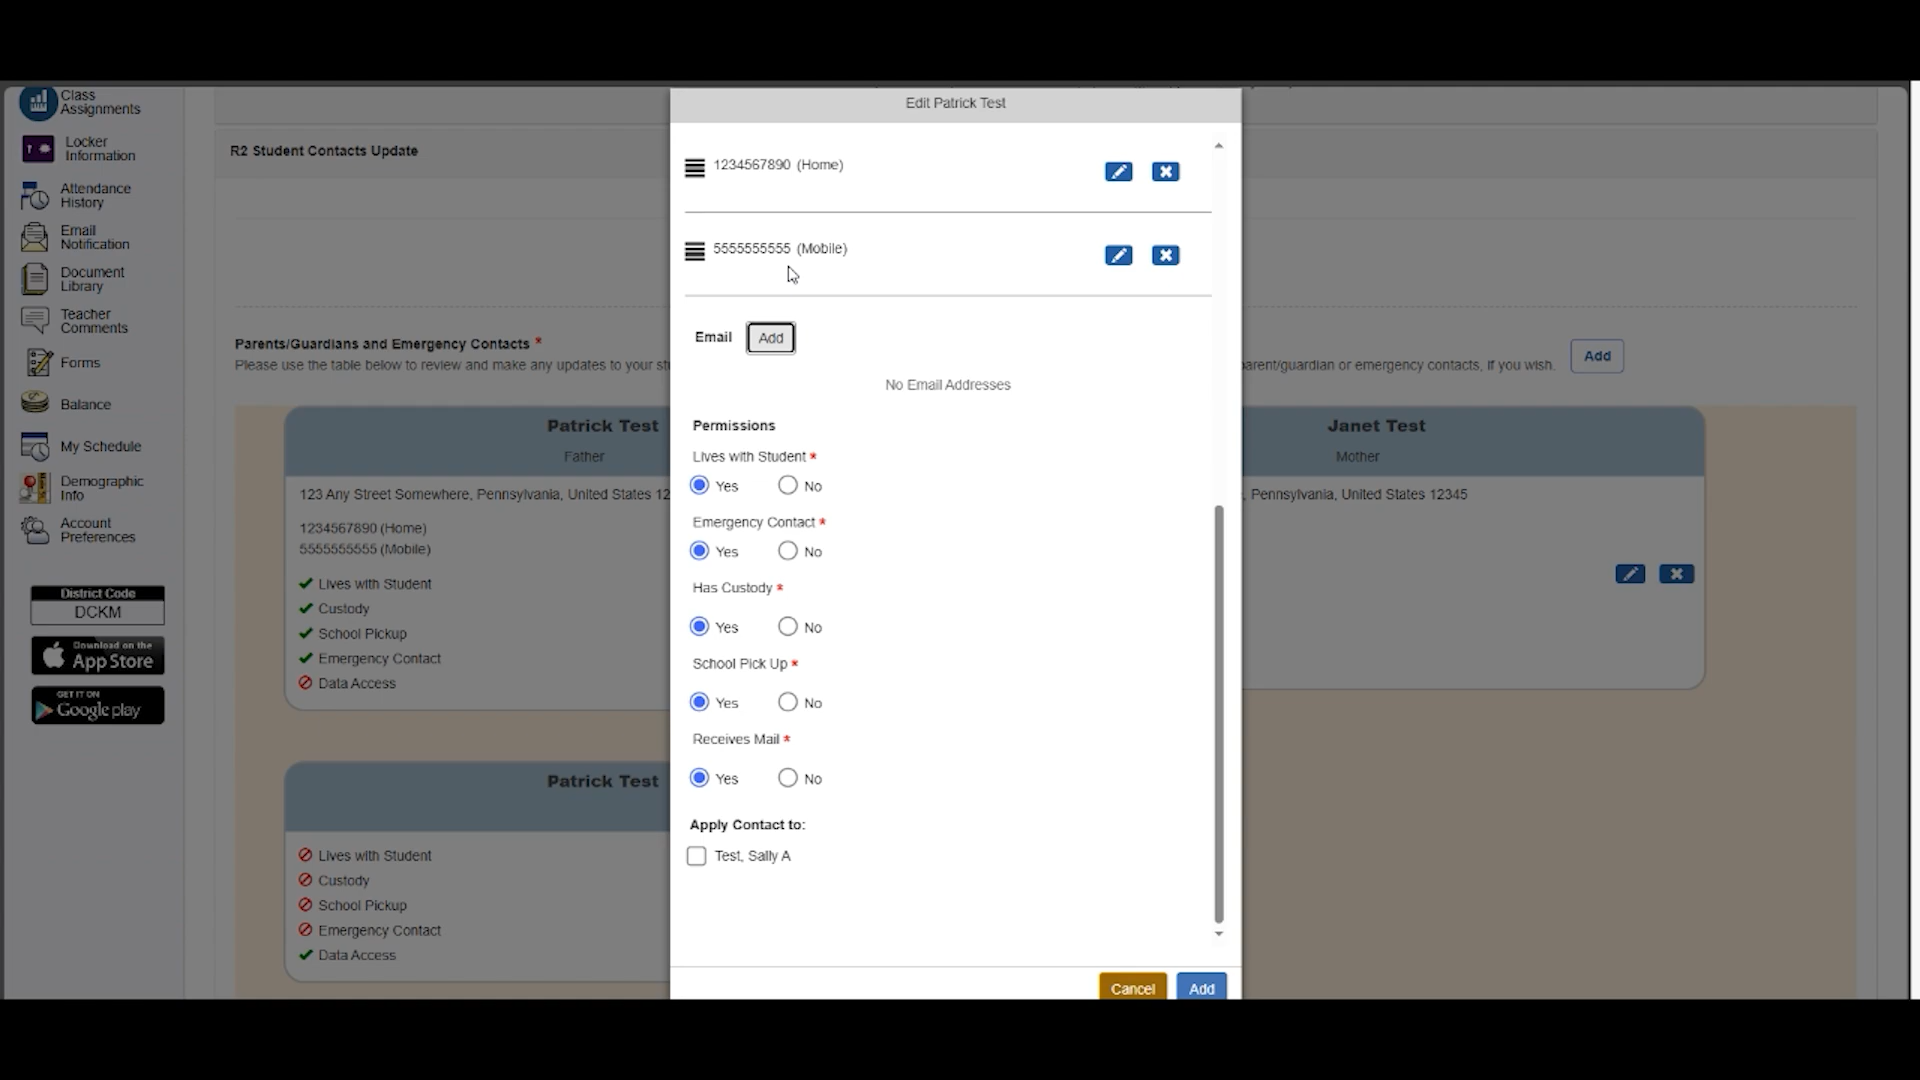 Class
Assignments
Locker
Information
Attendance
History
Email
Notification
Document
Library
Teacher
Comments
Forms
Balance
My Schedule
Demographic
Info
Account
Preferences
District Code
DCKM
Download on the
App Store
GET IT ON
Google play
R2 Student Contacts Update
Parents/Guardians and Emergency Contacts *
Please use the table below to review and make any updates to your
arent/guardian or emergency contacts, if you wish.
Add
Patrick Test
Father
123 Any Street Somewhere, Pennsylvania, United States 12
1234567890 (Home)
5555555555 (Mobile)
Lives with Student
Custody
School Pickup
Emergency Contact
Data Access
Janet Test
Mother
, Pennsylvania, United States 12345
Patrick Test
Lives with Student
Custody
School Pickup
Emergency Contact
Data Access
Edit Patrick Test
1234567890 (Home)
5555555555 (Mobile)
Email Add
No Email Addresses
Permissions
Lives with Student *
Yes No
Emergency Contact *
Yes No
Has Custody *
Yes No
School Pick Up *
Yes No
Receives Mail *
Yes No
Apply Contact to:
Test, Sally A
Cancel Add